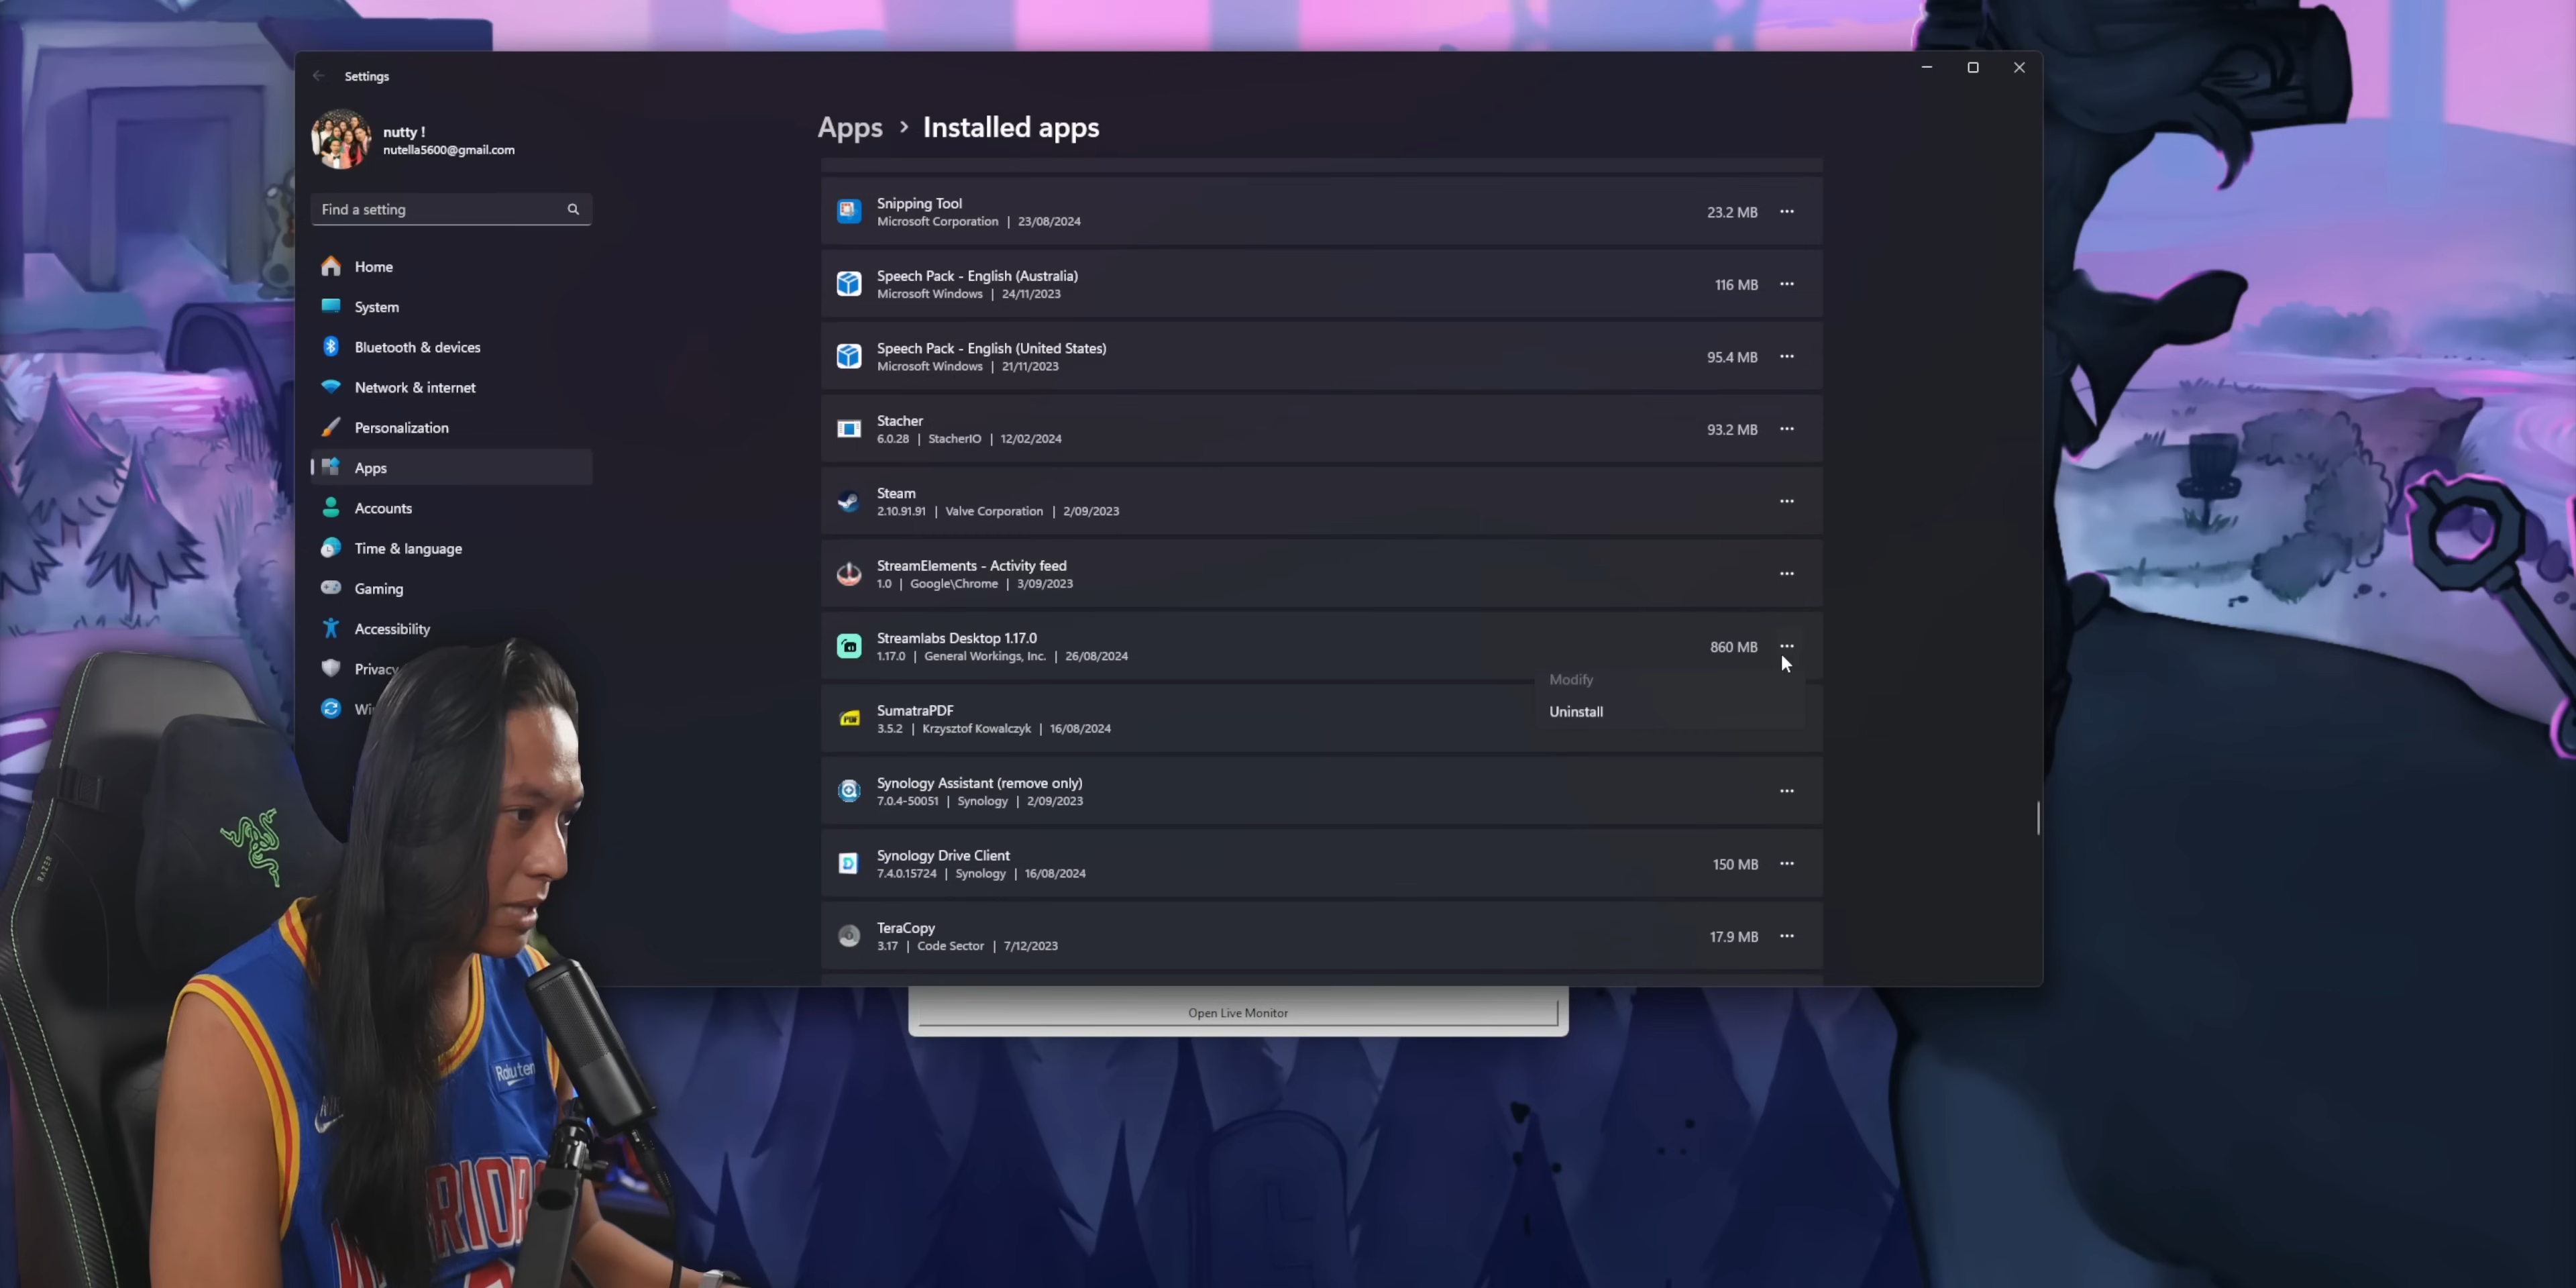 Settings
nutty !
nutella5600@gmail.com
Find a setting
Home
System
Bluetooth & devices
Network & internet
Personalization
Apps
Accounts
Time & language
Gaming
Accessibility
Privacy
Wi
Apps > Installed apps
Snipping Tool
Microsoft Corporation | 23/08/2024
23.2 MB
Speech Pack - English (Australia)
Microsoft Windows | 24/11/2023
116 MB
Speech Pack - English (United States)
Microsoft Windows | 21/11/2023
95.4 MB
Stacher
6.0.28 | StacherIO | 12/02/2024
93.2 MB
Steam
2.10.91.91 | Valve Corporation | 2/09/2023
StreamElements - Activity feed
1.0 | Google\Chrome | 3/09/2023
Streamlabs Desktop 1.17.0
1.17.0 | General Workings, Inc. | 26/08/2024
860 MB
Modify
Uninstall
SumatraPDF
3.5.2 | Krzysztof Kowalczyk | 16/08/2024
Synology Assistant (remove only)
7.0.4-50051 | Synology | 2/09/2023
Synology Drive Client
7.4.0.15724 | Synology | 16/08/2024
150 MB
TeraCopy
3.17 | Code Sector | 7/12/2023
17.9 MB
Open Live Monitor
RAZER
Rakuten